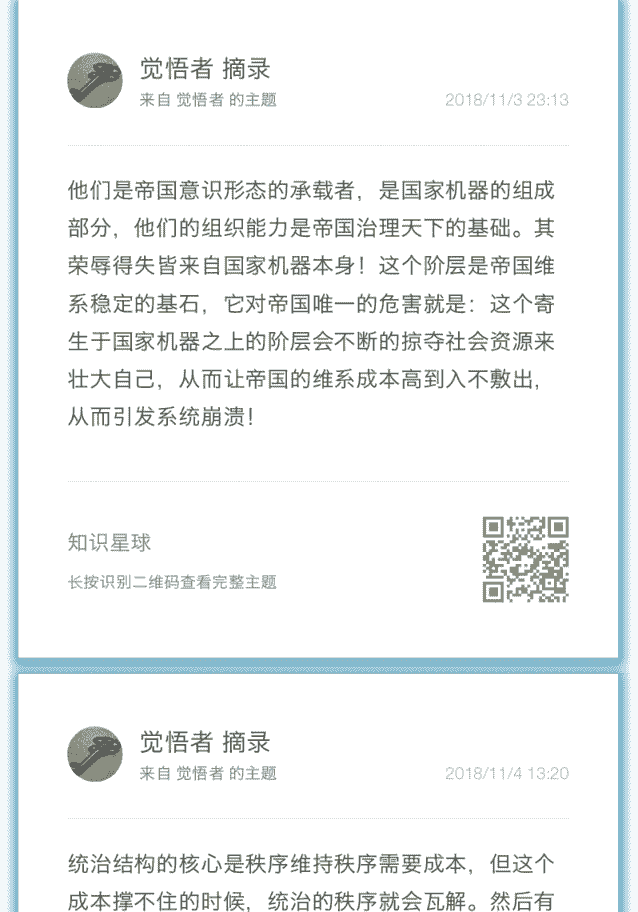 觉悟者 摘录
来自 觉悟者 的主题
2018/11/3 23:13
他们是帝国意识形态的承载者，是国家机器的组成
部分，他们的组织能力是帝国治理天下的基础。其
荣辱得失皆来自国家机器本身！这个阶层是帝国维
系稳定的基石，它对帝国唯一的危害就是：这个寄
生于国家机器之上的阶层会不断的掠夺社会资源来
壮大自己，从而让帝国的维系成本高到入不敷出，
从而引发系统崩溃！
知识星球
长按识别二维码查看完整主题
觉悟者 摘录
来自 觉悟者 的主题
2018/11/4 13:20
统治结构的核心是秩序维持秩序需要成本，但这个
成本撑不住的时候，统治的秩序就会瓦解。然后有